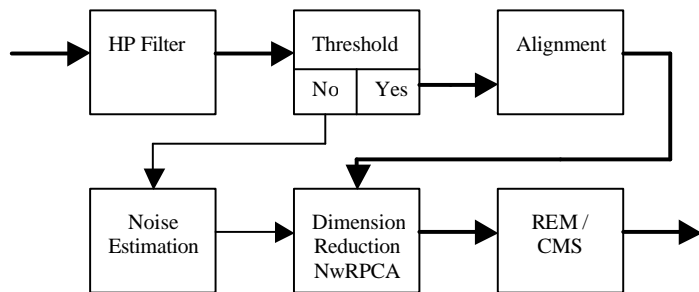 HP Filter
Threshold
No
Yes
Alignment
Noise
Estimation
Dimension
Reduction
NwRPCA
REM /
CMS